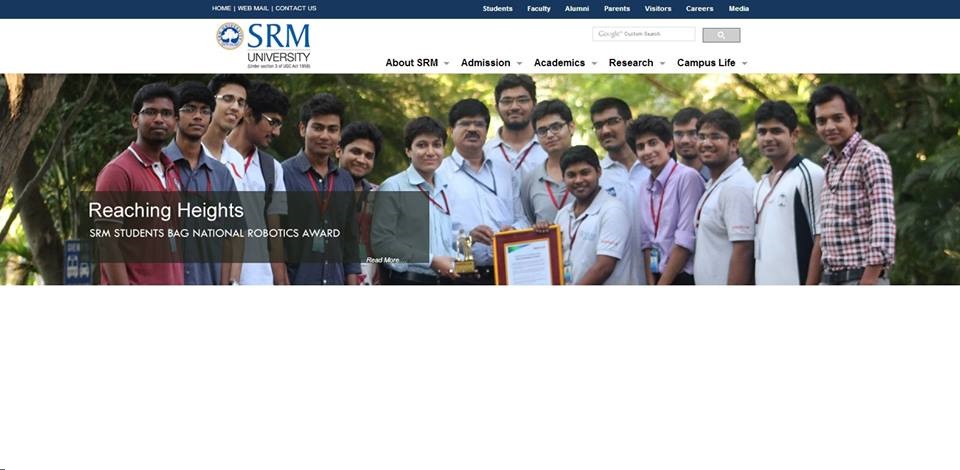 HOME | WEB MAIL | CONTACT US
Students Faculty Alumni Parents Visitors Careers Media
SRM
UNIVERSITY
(Under section 3 of UGC Act 1956)
Google Custom Search
About SRM Admission Academics Research Campus Life
Reaching Heights
SRM STUDENTS BAG NATIONAL ROBOTICS AWARD
Read More